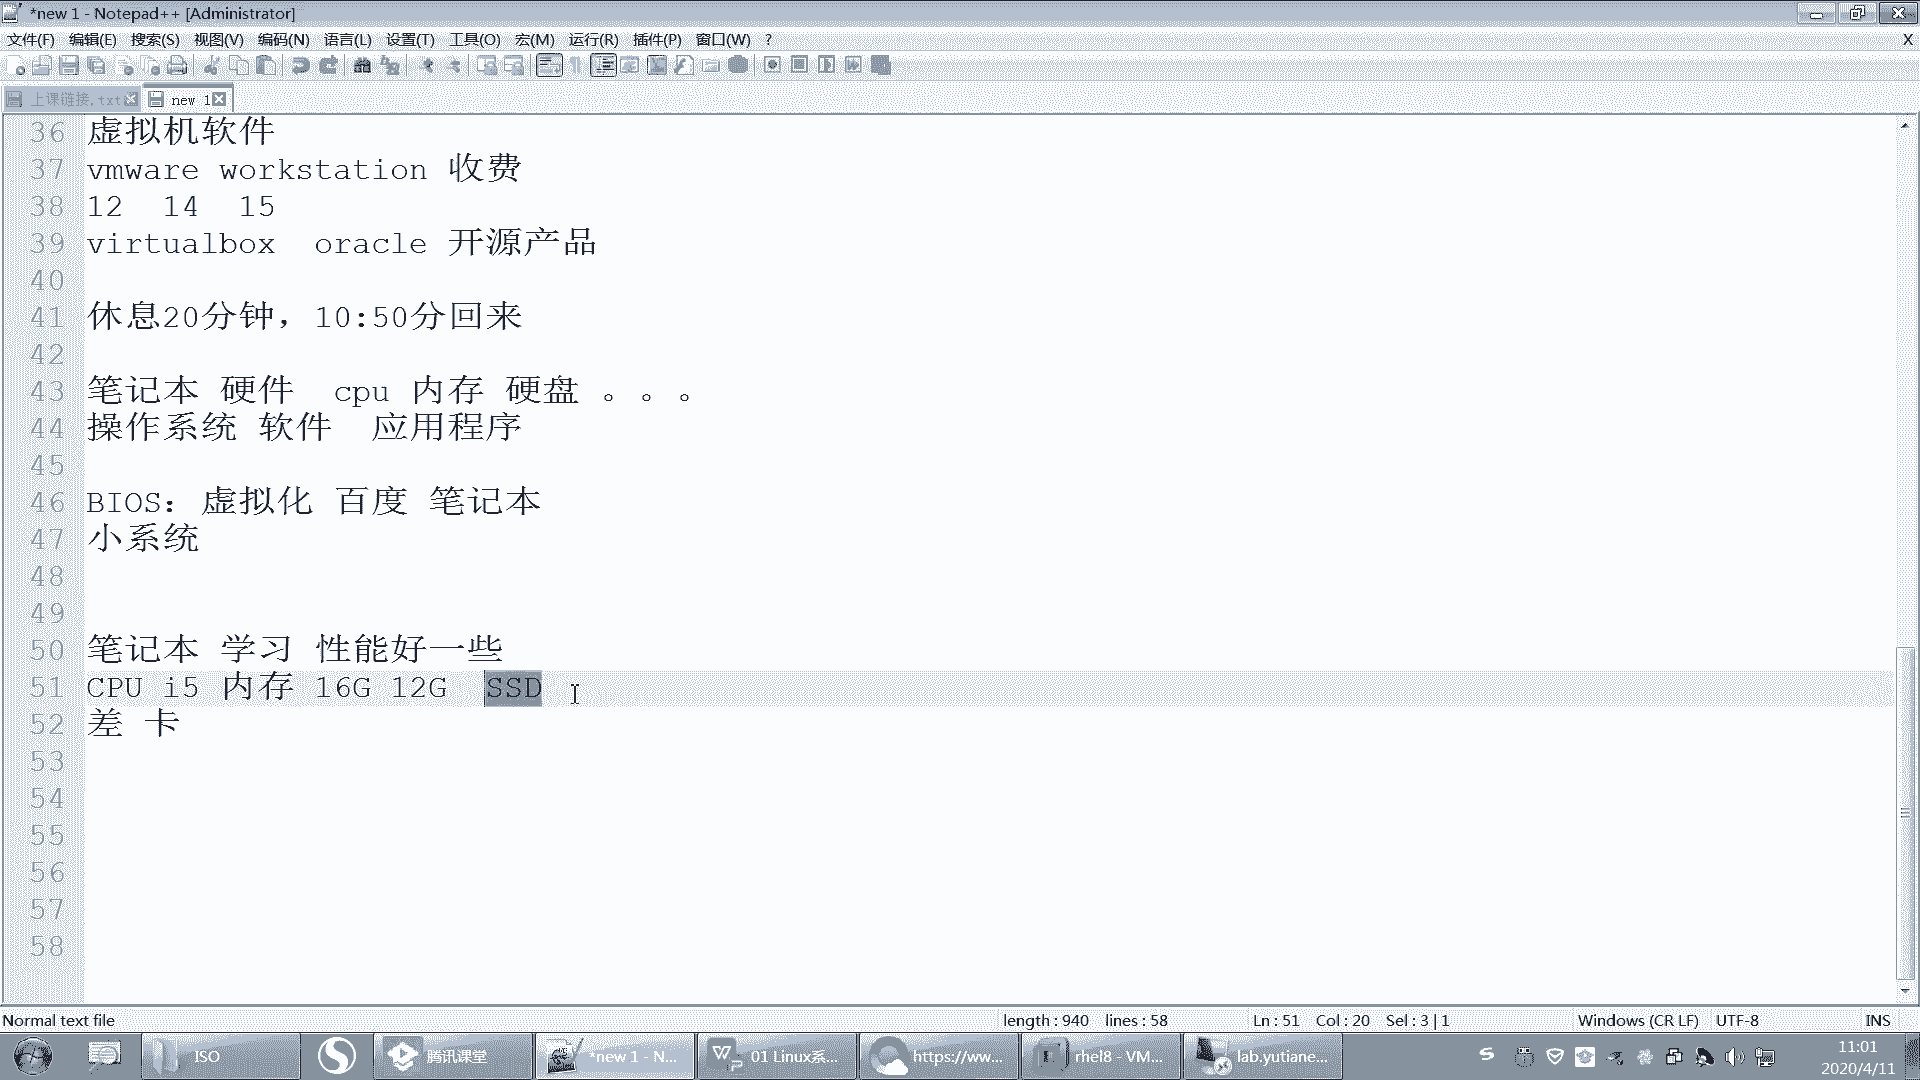 *new 1 - Notepad++ [Administrator]
文件(F) 编辑(E) 搜索(S) 视图(V) 编码(N) 语言(L) 设置(T) 工具(O) 宏(M) 运行(R) 插件(P) 窗口(W) ? X
上课链接.txt new 1
36 虚拟机软件
37 vmware workstation 收费
38 12 14 15
39 virtualbox oracle 开源产品
40
41 休息20分钟，10:50分回来
42
43 笔记本 硬件 cpu 内存 硬盘 。。。
44 操作系统 软件 应用程序
45
46 BIOS: 虚拟化 百度 笔记本
47 小系统
48
49
50 笔记本 学习 性能好一些
51 CPU i5 内存 16G 12G SSD
52 差 卡
53
54
55
56
57
58
Normal text file length : 940 lines : 58 Ln : 51 Col : 20 Sel : 3 | 1 Windows (CR LF) UTF-8 INS
ISO 腾讯课堂 *new 1 - N... 01 Linux系... https://ww... rhel8 - VM... lab.yutiane... 11:01
2020/4/11